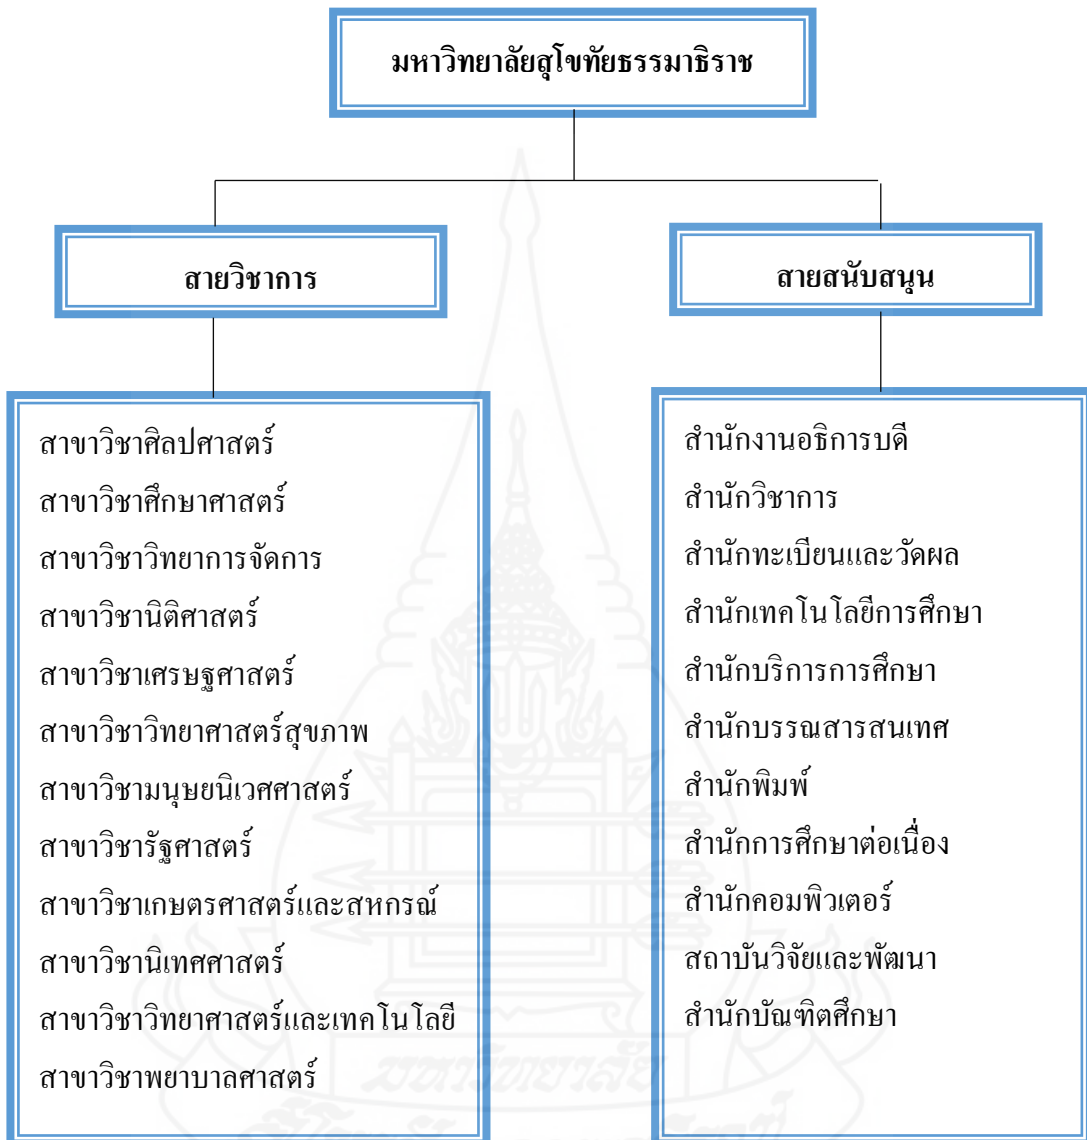 มหาวิทยาลัยสุโขทัยธรรมาธิราช
สายวิชาการ
สายสนับสนุน
สาขาวิชาศิลปศาสตร์
สาขาวิชาศึกษาศาสตร์
สาขาวิชาวิทยาการจัดการ
สาขาวิชานิติศาสตร์
สาขาวิชาเศรษฐศาสตร์
สาขาวิชาวิทยาศาสตร์สุขภาพ
สาขาวิชามนุษยนิเวศศาสตร์
สาขาวิชารัฐศาสตร์
สาขาวิชาเกษตรศาสตร์และสหกรณ์
สาขาวิชานิเทศศาสตร์
สาขาวิชาวิทยาศาสตร์และเทคโนโลยี
สาขาวิชาพยาบาลศาสตร์
สำนักงานอธิการบดี
สำนักวิชาการ
สำนักทะเบียนและวัดผล
สำนักเทคโนโลยีการศึกษา
สำนักบริการการศึกษา
สำนักบรรณสารสนเทศ
สำนักพิมพ์
สำนักการศึกษาต่อเนื่อง
สำนักคอมพิวเตอร์
สถาบันวิจัยและพัฒนา
สำนักบัณฑิตศึกษา
มหาวิทยาลัย